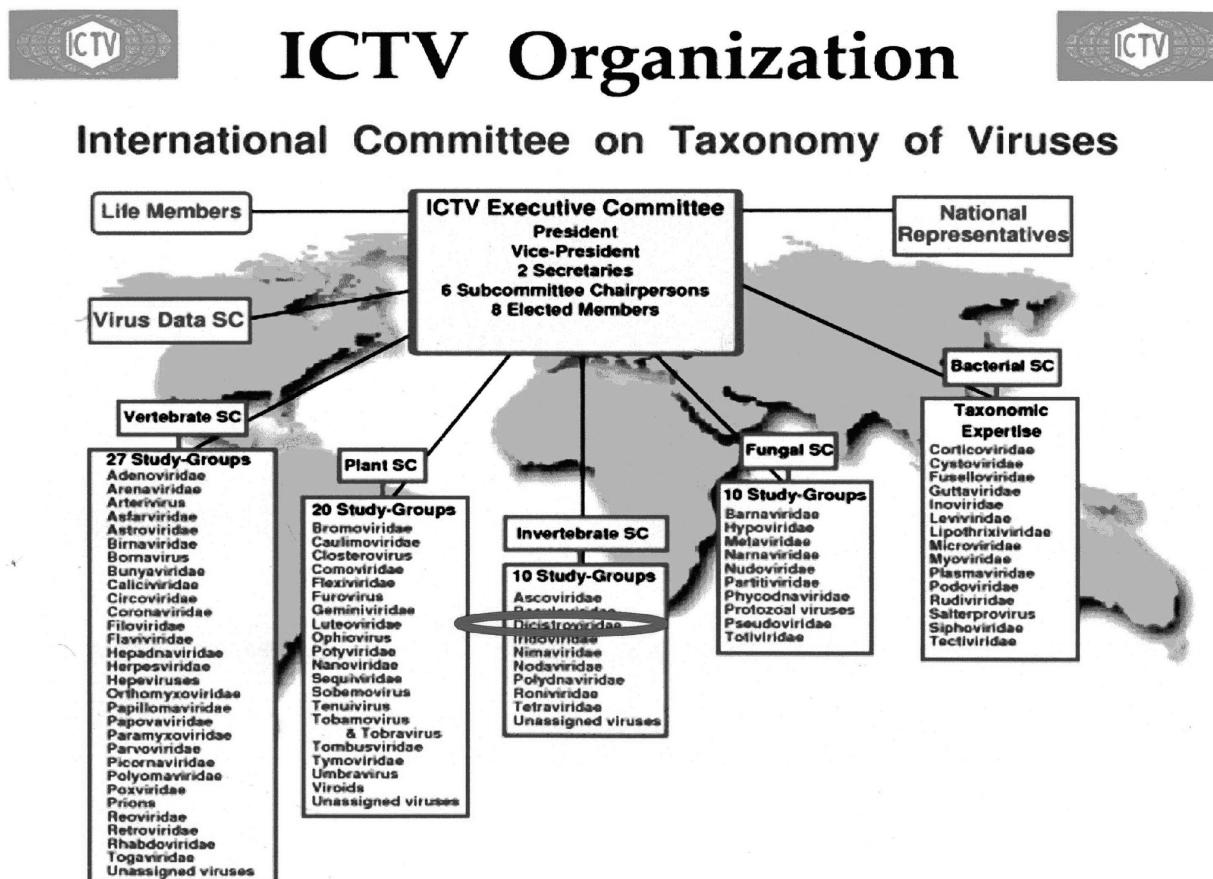 ICTV
ICTV Organization
ICTV
International Committee on Taxonomy of Viruses
Life Members
ICTV Executive Committee
President
Vice-President
2 Secretaries
6 Subcommittee Chairpersons
8 Elected Members
National
Representatives
Virus Data SC
Vertebrate SC
27 Study-Groups
Adenoviridae
Arenaviridae
Arterivirus
Asfarviridae
Astroviridae
Birnaviridae
Bornavirus
Bunyaviridae
Caliciviridae
Circoviridae
Coronaviridae
Filoviridae
Flaviviridae
Hepadnaviridae
Herpesviridae
Hepeviruses
Orthomyxoviridae
Papillomaviridae
Papovaviridae
Paramyxoviridae
Parvoviridae
Picornaviridae
Polyomaviridae
Poxviridae
Prions
Reoviridae
Retroviridae
Rhabdoviridae
Togaviridae
Unassigned viruses
Plant SC
20 Study-Groups
Bromoviridae
Caulimoviridae
Closterovirus
Comoviridae
Flexiviridae
Furovirus
Geminiviridae
Luteoviridae
Ophiovirus
Potyviridae
Nanoviridae
Sequiviridae
Sobemovirus
Tenuivirus
Tobamovirus
& Tobravirus
Tombusviridae
Tymoviridae
Umbravirus
Viroids
Unassigned viruses
Invertebrate SC
10 Study-Groups
Ascoviridae
Baculoviridae
Dicistroviridae
Iridoviridae
Nimaviridae
Nodaviridae
Polydnaviridae
Roniviridae
Tetraviridae
Unassigned viruses
Fungal SC
10 Study-Groups
Barnaviridae
Hypoviridae
Metaviridae
Narnaviridae
Nudoviridae
Partitiviridae
Phycodnaviridae
Protozoal viruses
Pseudoviridae
Totiviridae
Bacterial SC
Taxonomic
Expertise
Corticoviridae
Cystoviridae
Fuselloviridae
Guttaviridae
Inoviridae
Leviviridae
Lipothrixiviridae
Microviridae
Myoviridae
Plasmaviridae
Podoviridae
Rudiviridae
Salterprovirus
Siphoviridae
Tectiviridae